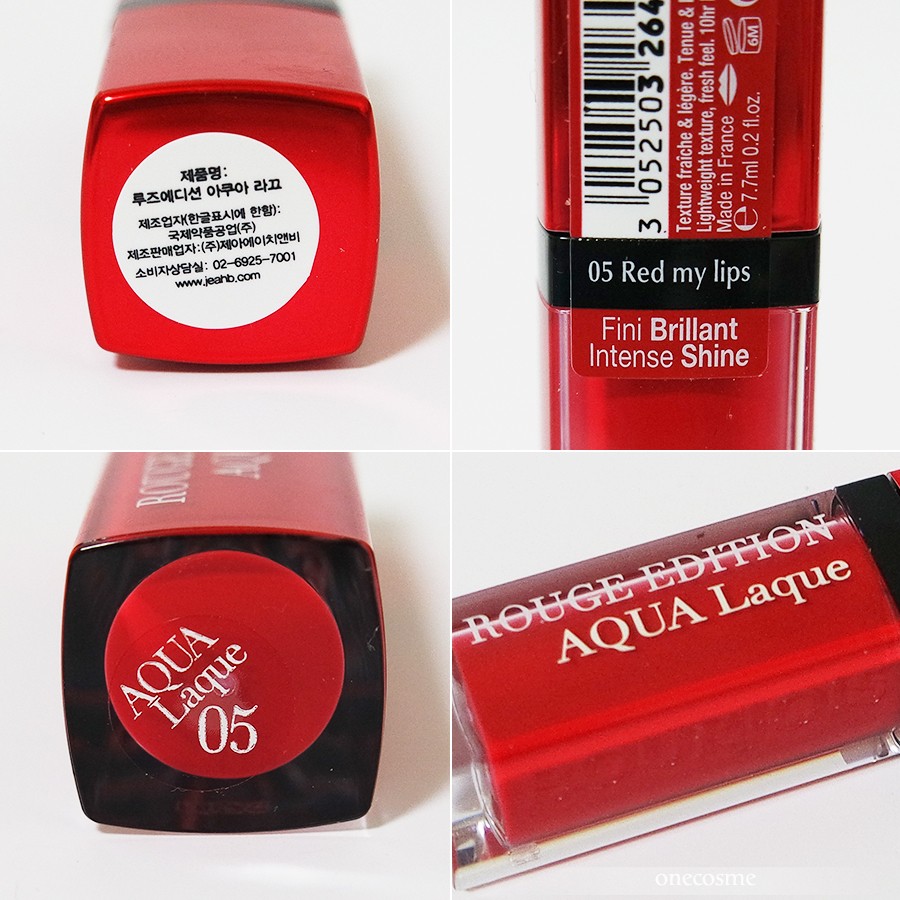 제품명:
루즈에디션 아쿠아 라끄
제조업자(한글표시에 한함):
국제약품공업(주)
제조판매업자:(주)제아에이치앤비
소비자상담실: 02-6925-7001
www.jeahb.com
3 052503 264
Texture fraîche & légère. Tenue &
Lightweight texture, fresh feel. 10hr
Made in France
e 7.7ml 0.2 fl.oz.
6M
05 Red my lips
Fini Brillant
Intense Shine
ROUGE
AQUA
Laque
05
ROUGE EDITION
AQUA Laque
onecosme